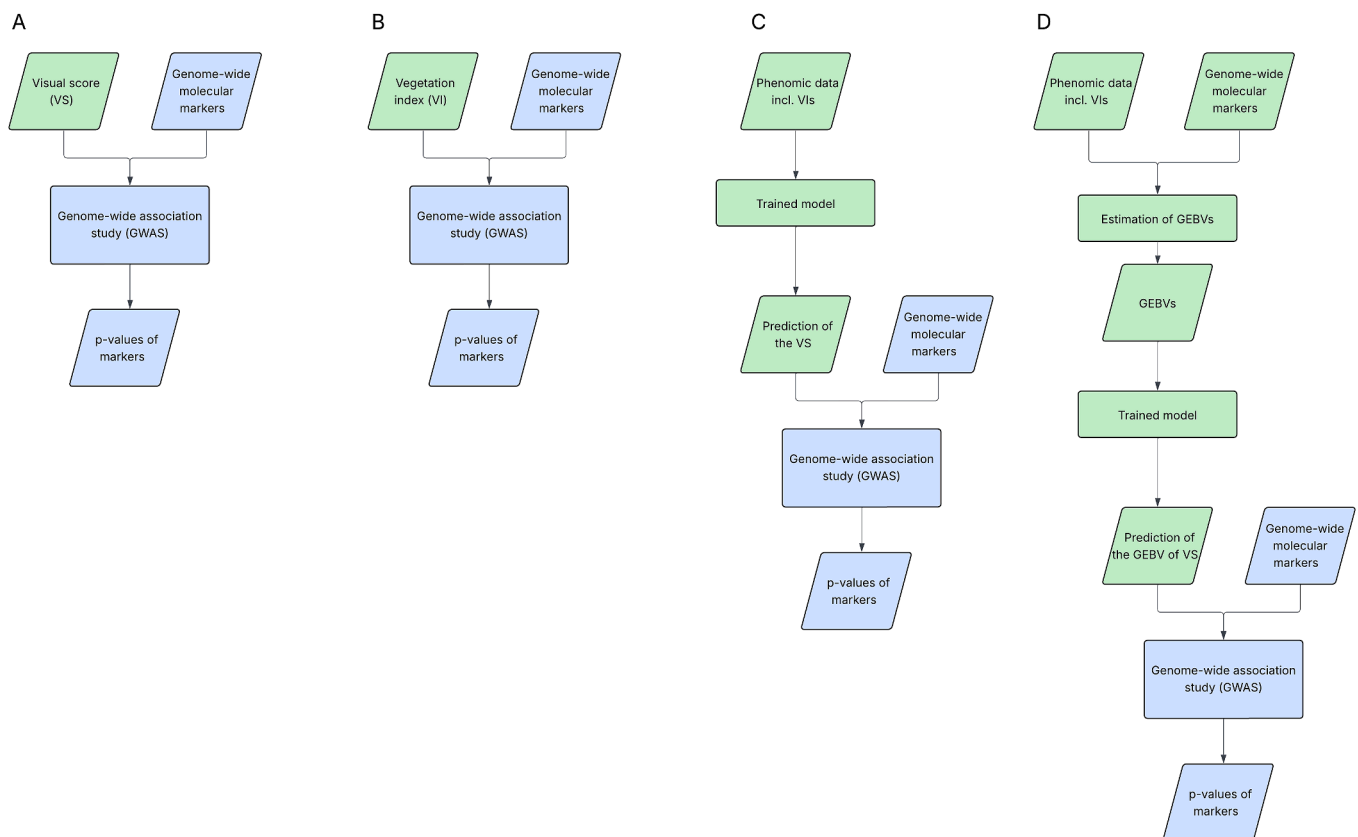 A
Visual score
(VS)
Genome-wide
molecular
markers
Genome-wide association
study (GWAS)
p-values of
markers
B
Vegetation
index (VI)
Genome-wide
molecular
markers
Genome-wide association
study (GWAS)
p-values of
markers
C
Phenomic data
incl. VIs
Trained model
Prediction of
the VS
Genome-wide
molecular
markers
Genome-wide association
study (GWAS)
p-values of
markers
D
Phenomic data
incl. VIs
Genome-wide
molecular
markers
Estimation of GEBVs
GEBVs
Trained model
Prediction of
the GEBV of VS
Genome-wide
molecular
markers
Genome-wide association
study (GWAS)
p-values of
markers